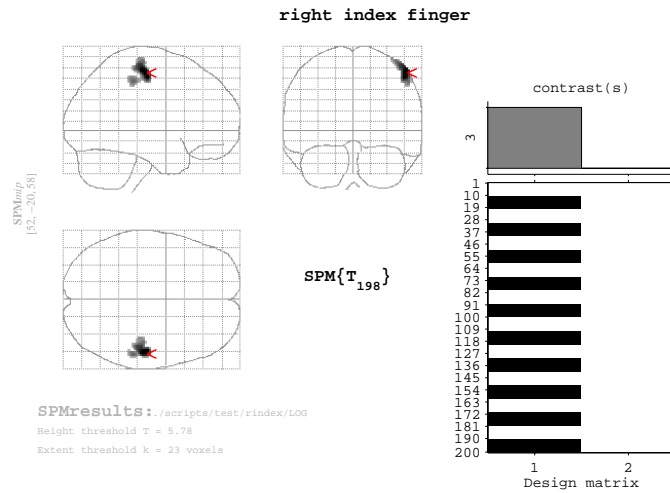 right index finger
SPMmip
[52, −20, 58]
SPM{T198}
SPMresults: ./scripts/test/rindex/LOG
Height threshold T = 5.78
Extent threshold k = 23 voxels
contrast(s)
3
1
10
19
28
37
46
55
64
73
82
91
100
109
118
127
136
145
154
163
172
181
190
200
1 2
Design matrix